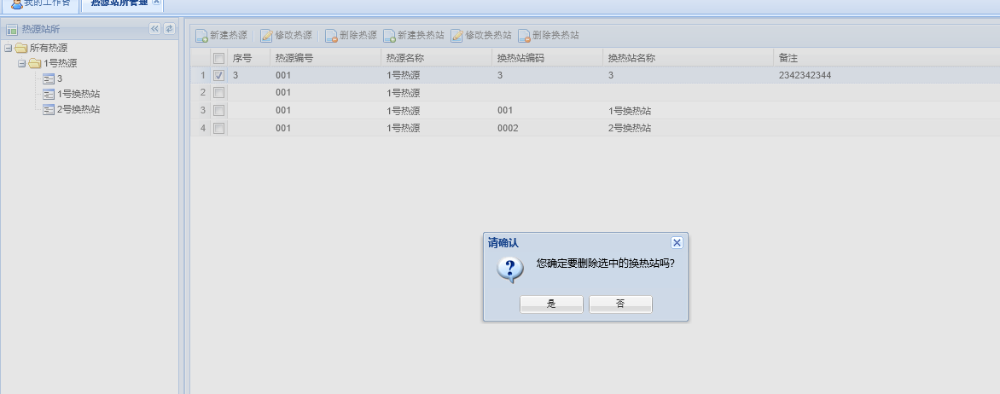 我的工作台 热源站所管理
热源站所
所有热源
1号热源
3
1号换热站
2号换热站
新建热源 修改热源 删除热源 新建换热站 修改换热站 删除换热站
序号 热源编号 热源名称 换热站编码 换热站名称 备注
1 3 001 1号热源 3 3 2342342344
2 001 1号热源
3 001 1号热源 001 1号换热站
4 001 1号热源 0002 2号换热站
请确认
您确定要删除选中的换热站吗?
是 否